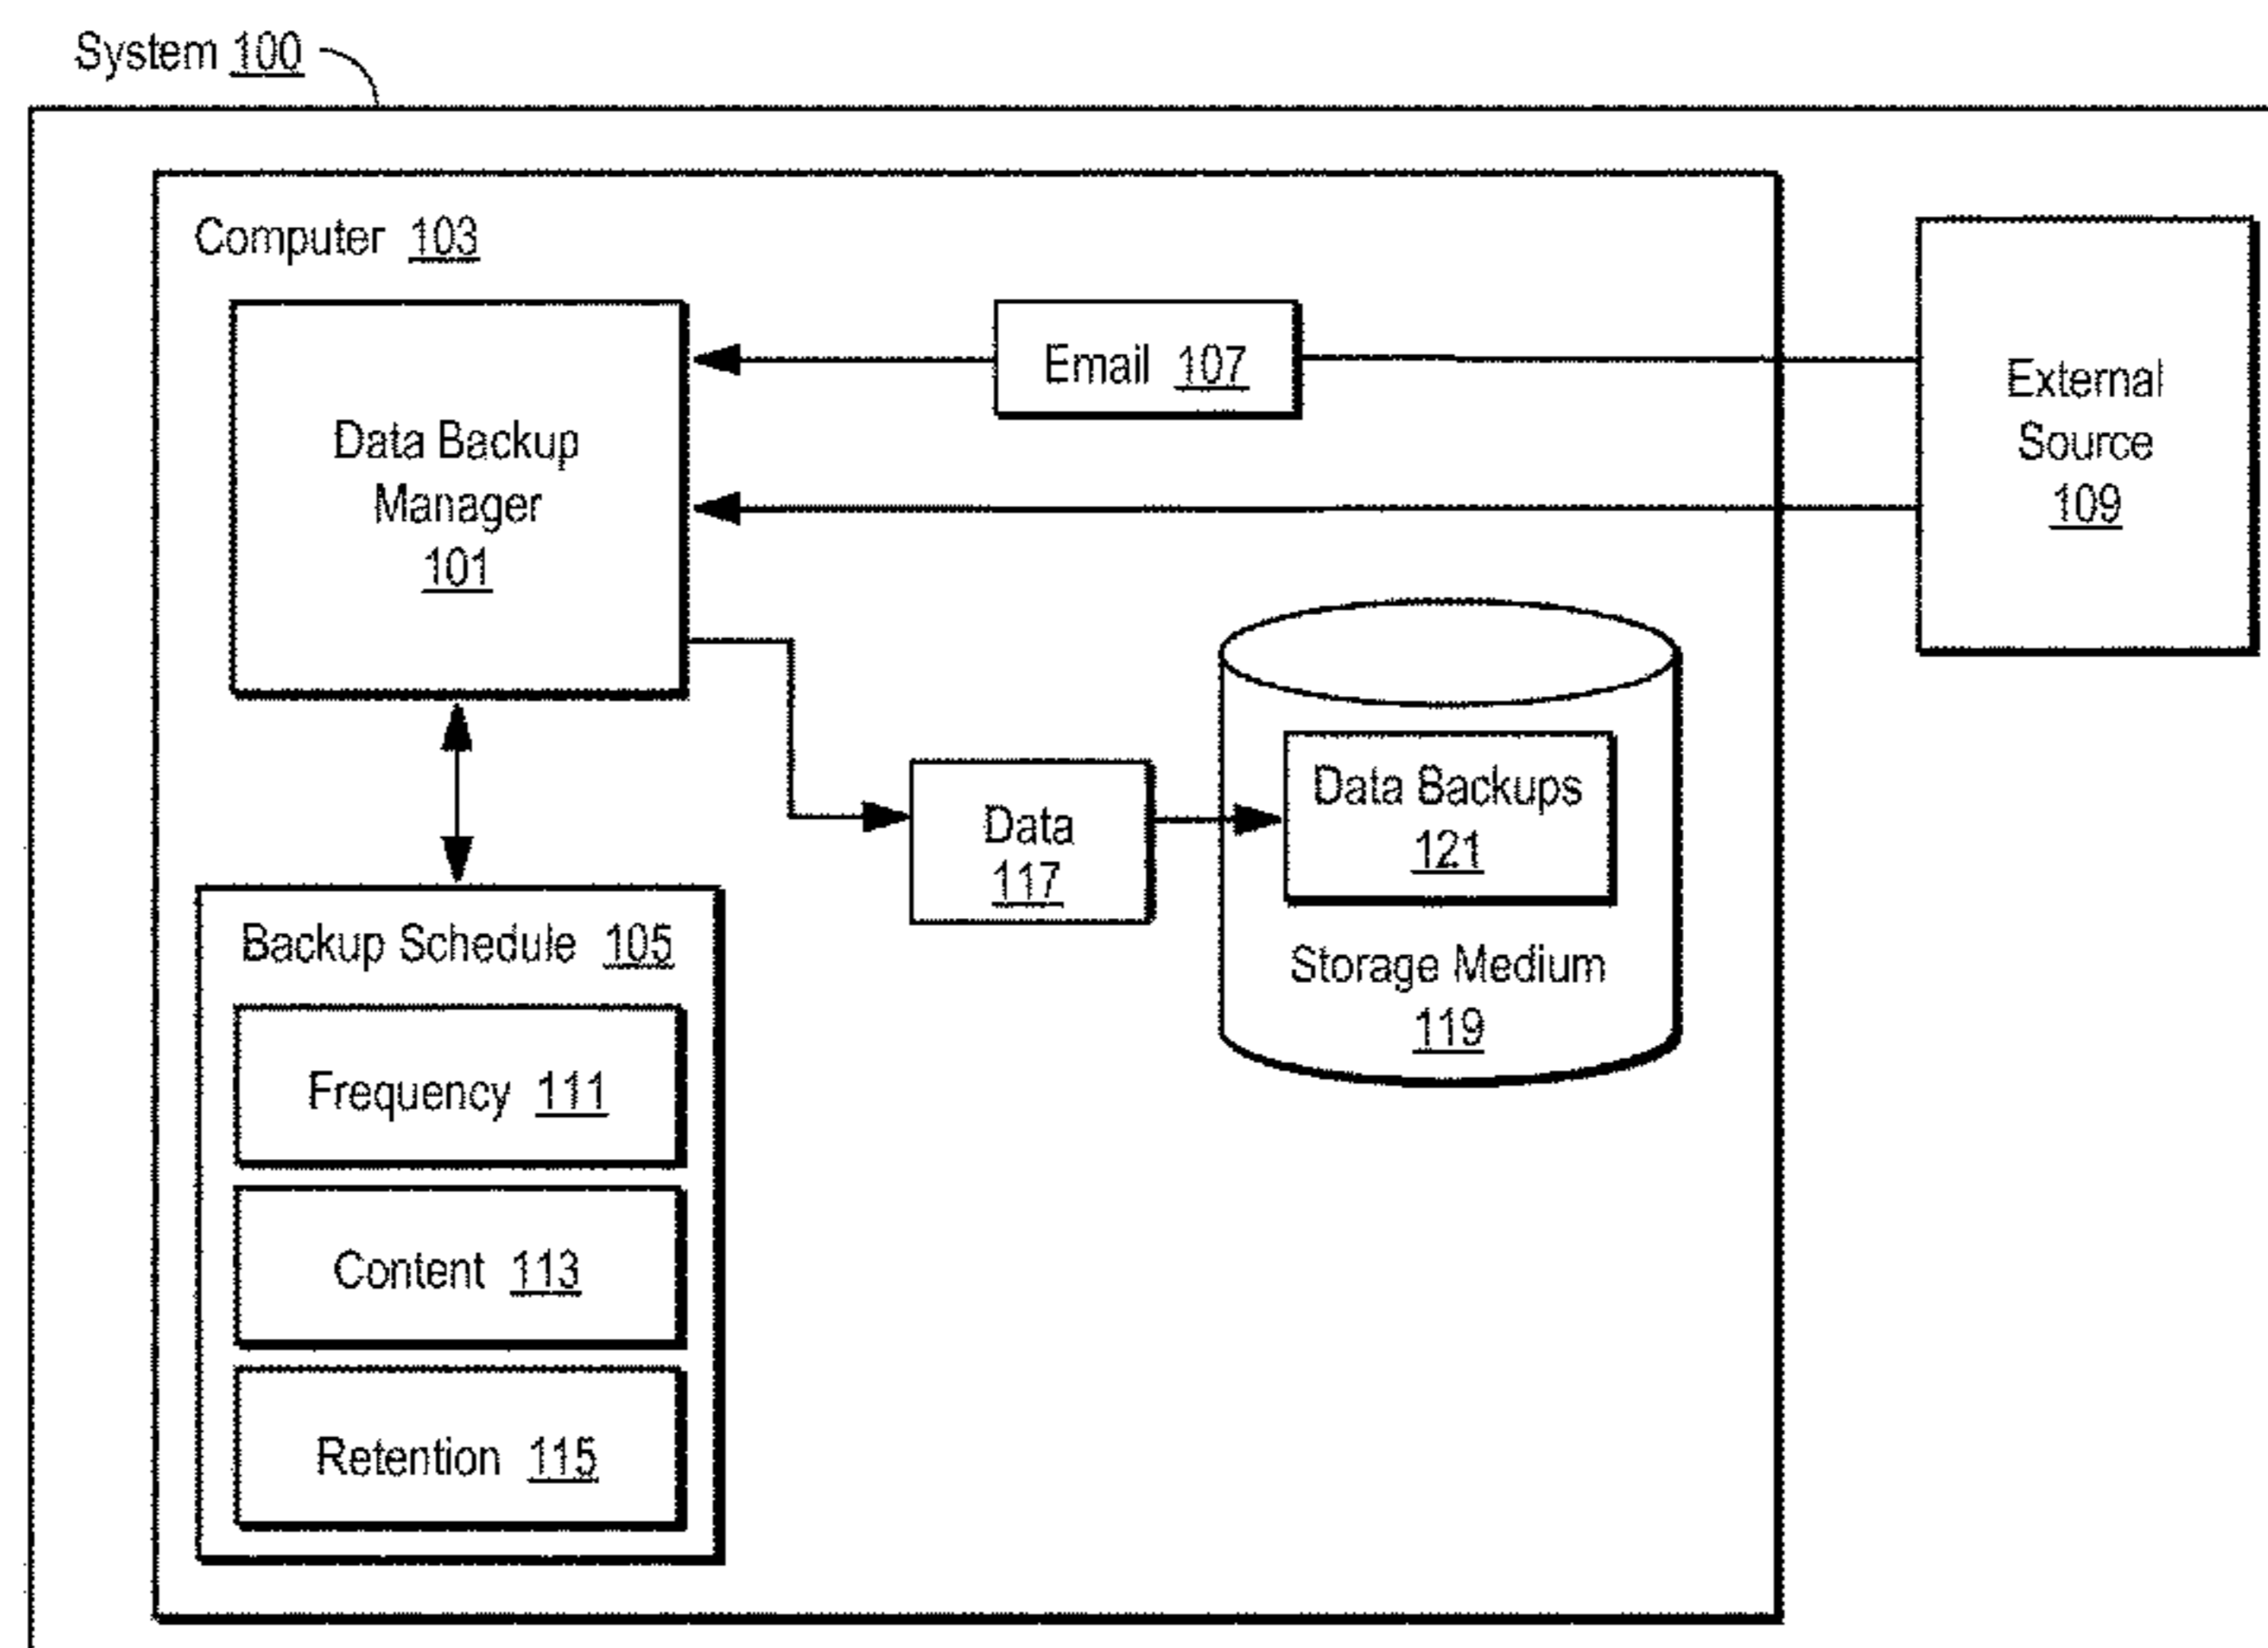 System 100
Computer 103
Data Backup
Manager
101
Email 107
External
Source
109
Data
117
Data Backups
121
Storage Medium
119
Backup Schedule 105
Frequency 111
Content 113
Retention 115